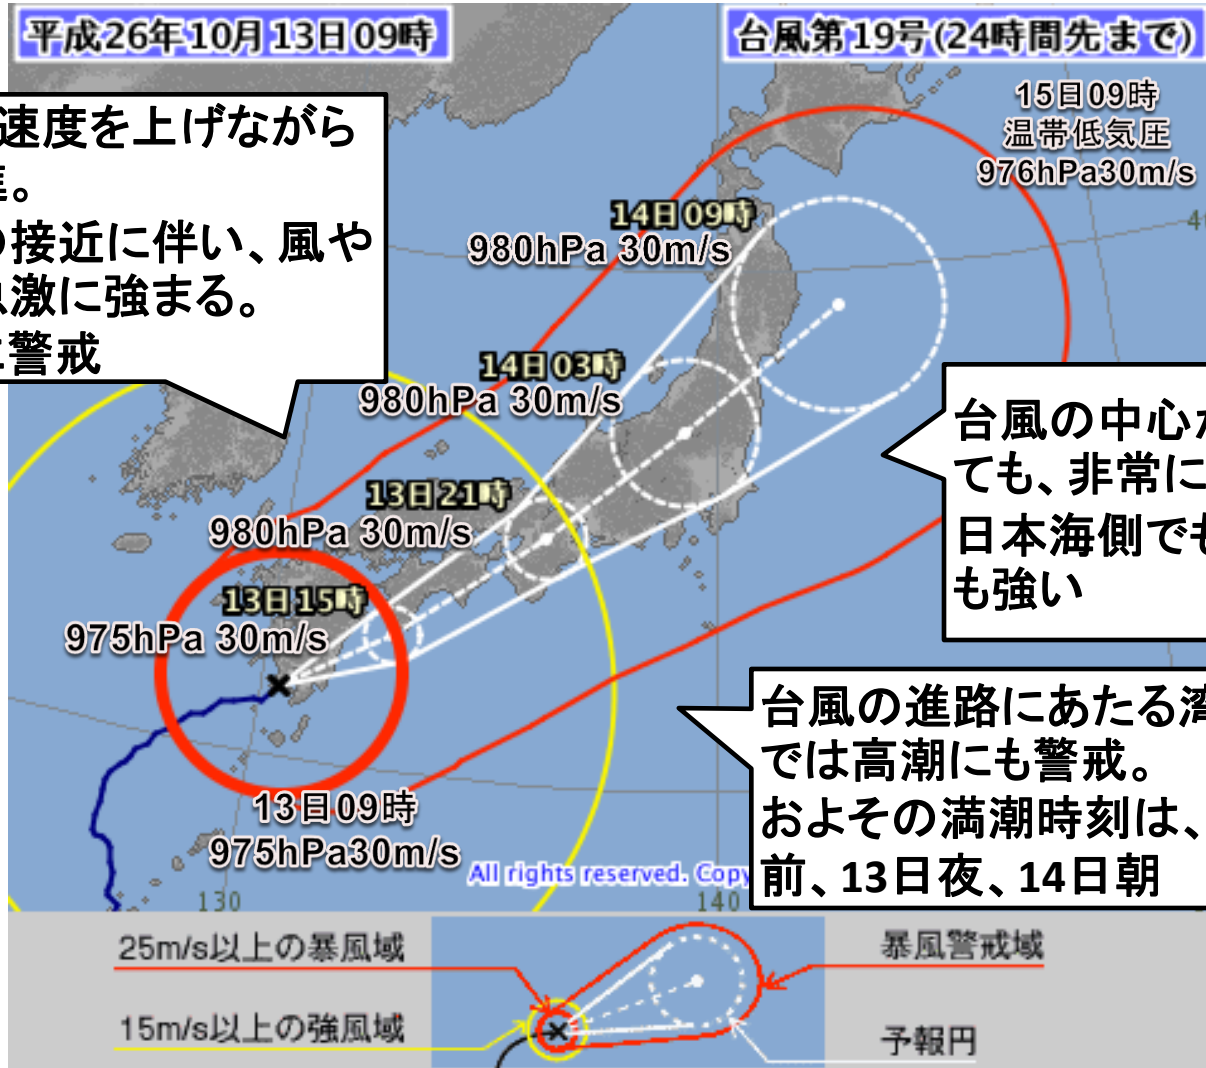 平成26年10月13日09時
台風第19号(24時間先まで)
速度を上げながら
。
接近に伴い、風や
激に強まる。
警戒
15日09時
温帯低気圧
976hPa30m/s
14日09時
980hPa 30m/s
14日03時
980hPa 30m/s
台風の中心
ても、非常に
日本海側でも
も強い
13日21時
980hPa 30m/s
13日15時
975hPa 30m/s
台風の進路にあたる湾
では高潮にも警戒。
およその満潮時刻は、
前、13日夜、14日朝
13日09時
975hPa30m/s
All rights reserved. Copy
130
140
25m/s以上の暴風域
暴風警戒域
15m/s以上の強風域
予報円